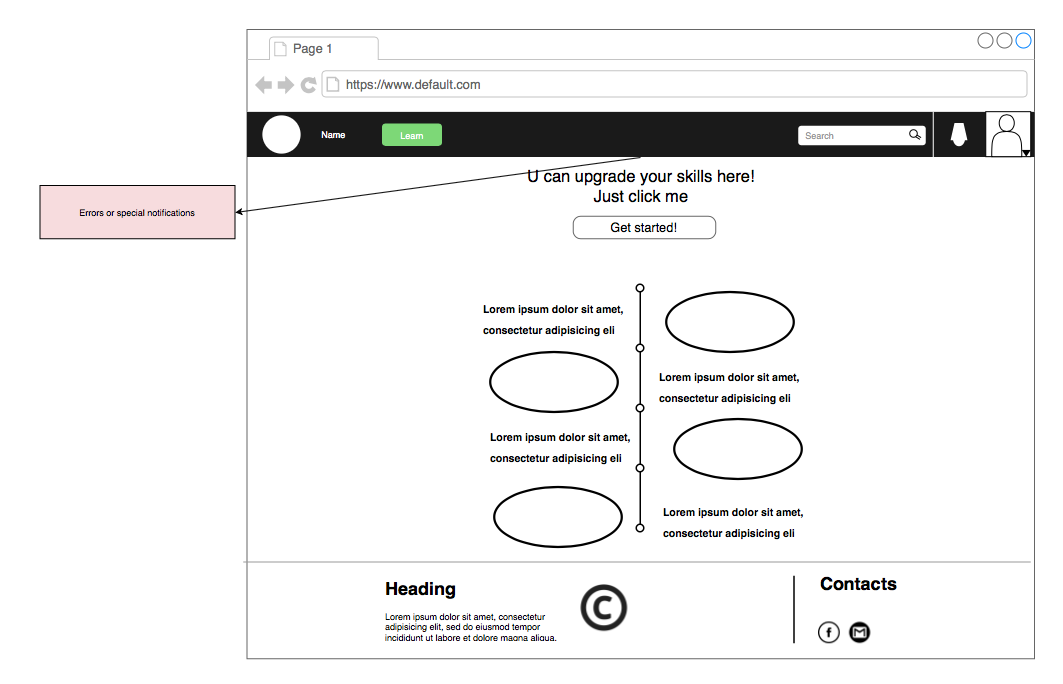 Page 1
https://www.default.com
Name
Learn
Search
Errors or special notifications
U can upgrade your skills here!
Just click me
Get started!
Lorem ipsum dolor sit amet,
consectetur adipisicing eli
Lorem ipsum dolor sit amet,
consectetur adipisicing eli
Lorem ipsum dolor sit amet,
consectetur adipisicing eli
Lorem ipsum dolor sit amet,
consectetur adipisicing eli
Heading
Lorem ipsum dolor sit amet, consectetur
adipisicing elit, sed do eiusmod tempor
incididunt ut labore et dolore magna aliqua.
C
Contacts
f
M